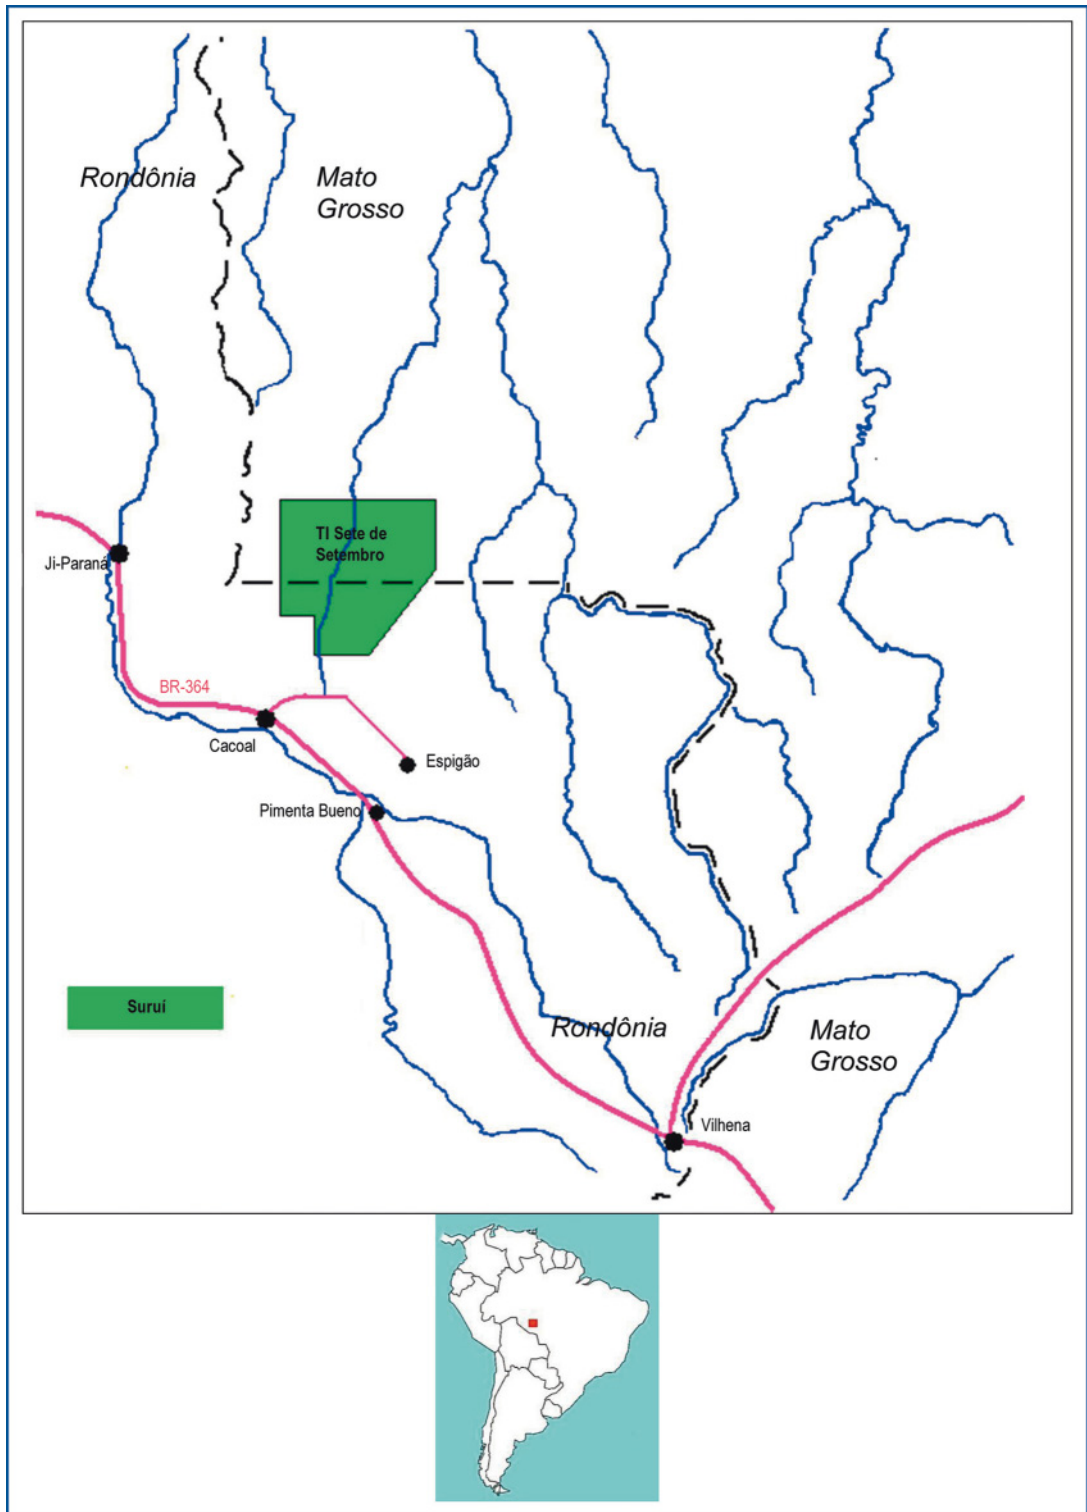 Rondônia
Mato
Grosso
TI Sete de
Setembro
Ji-Paraná
BR-364
Cacoal
Espigão
Pimenta Bueno
Suruí
Rondônia
Mato
Grosso
Vilhena